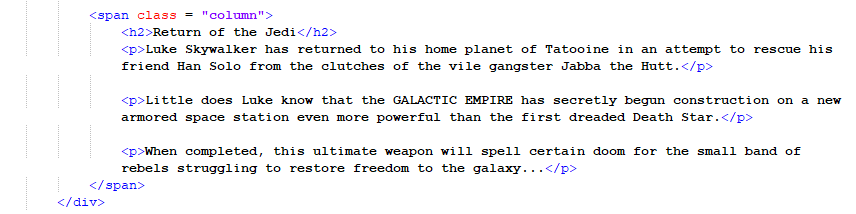 <span class = "column">
<h2>Return of the Jedi</h2>
<p>Luke Skywalker has returned to his home planet of Tatooine in an attempt to rescue his
friend Han Solo from the clutches of the vile gangster Jabba the Hutt.</p>
<p>Little does Luke know that the GALACTIC EMPIRE has secretly begun construction on a new
armored space station even more powerful than the first dreaded Death Star.</p>
<p>When completed, this ultimate weapon will spell certain doom for the small band of
rebels struggling to restore freedom to the galaxy...</p>
</span>
</div>